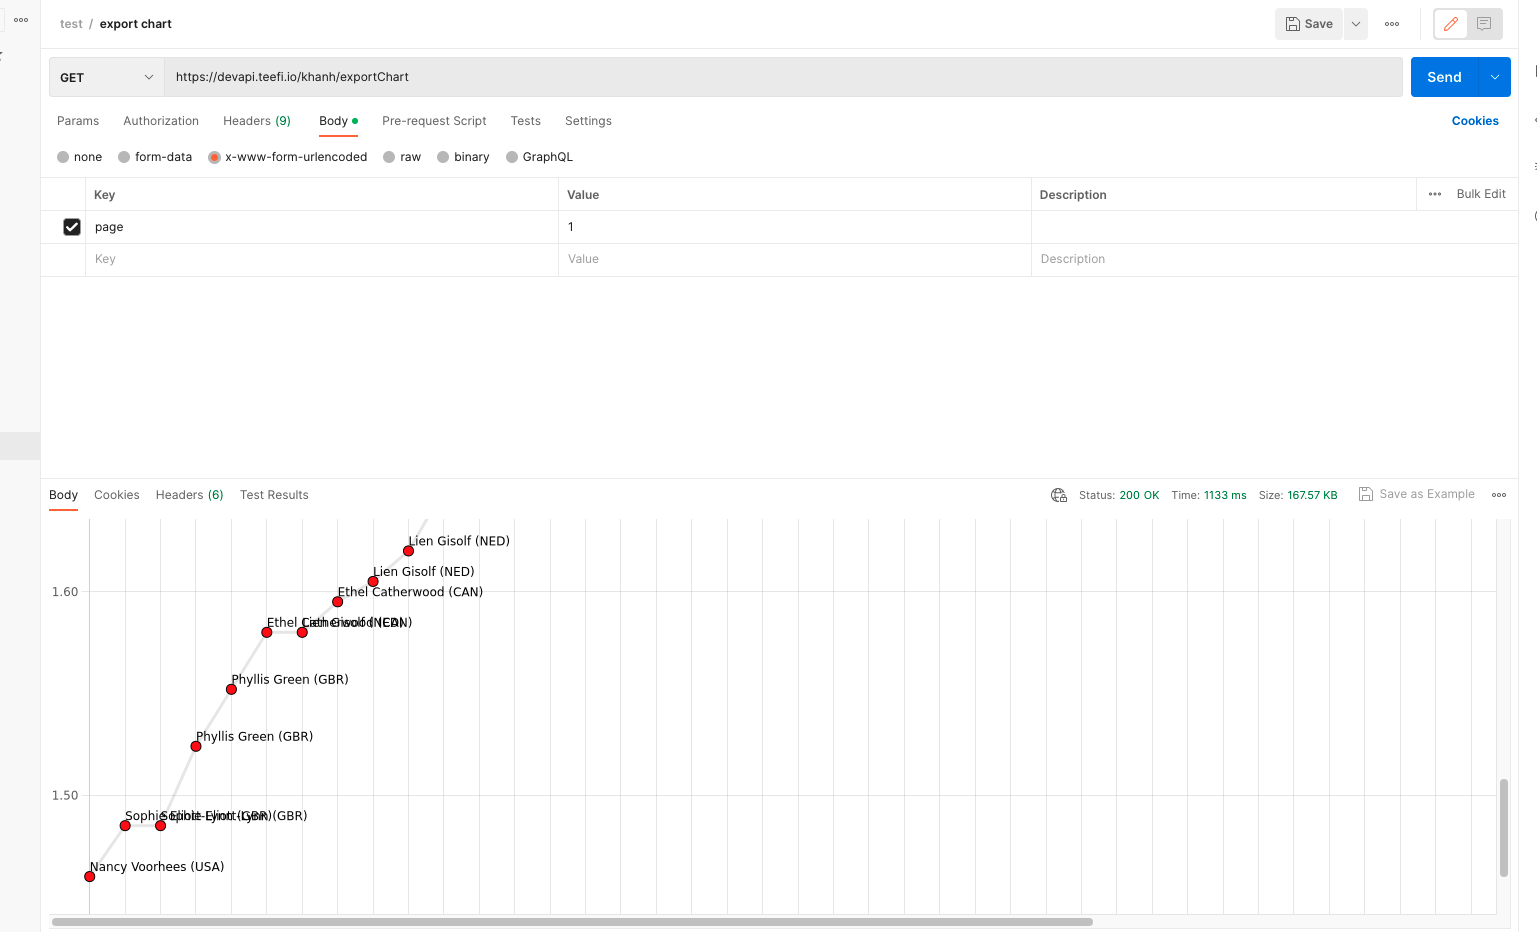 test / export chart
Save
GET
https://devapi.teefi.io/khanh/exportChart
Send
Params Authorization Headers (9) Body Pre-request Script Tests Settings
Cookies
none form-data x-www-form-urlencoded raw binary GraphQL
Key Value Description Bulk Edit
page 1
Key Value Description
Body Cookies Headers (6) Test Results
Status: 200 OK Time: 1133 ms Size: 167.57 KB Save as Example
Lien Gisolf (NED)
Lien Gisolf (NED)
1.60
Ethel Catherwood (CAN)
Ethel Catherwood (CAN)
Lien Gisolf (NED)
Phyllis Green (GBR)
Phyllis Green (GBR)
1.50
Sophie Eliott-Lynn (GBR)
Sophie Eliott-Lynn (GBR)
Nancy Voorhees (USA)